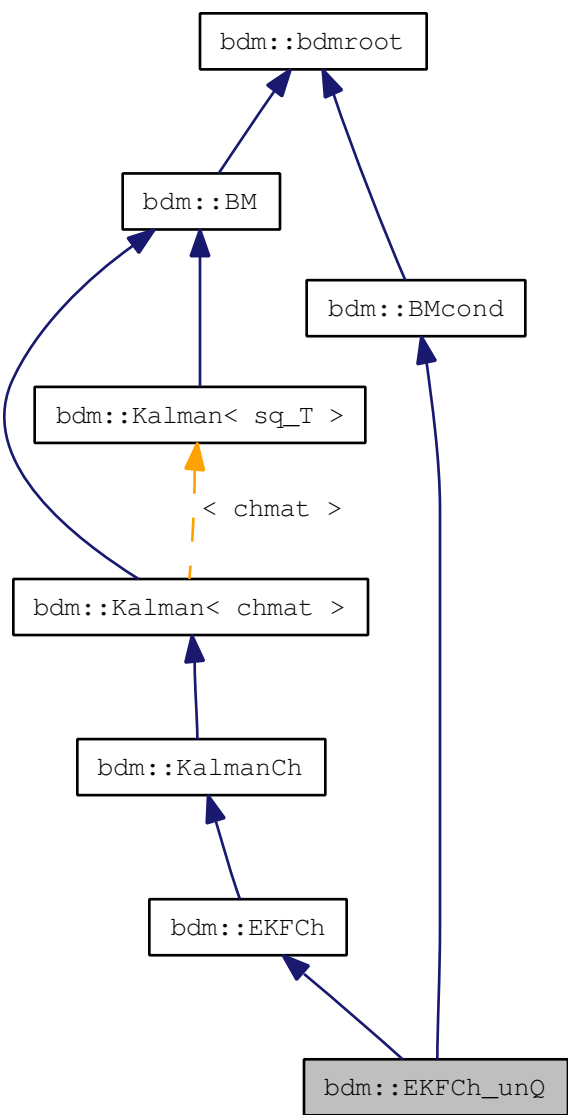 bdm::bdmroot
bdm::BM
bdm::BMcond
bdm::Kalman< sq_T >
< chmat >
bdm::Kalman< chmat >
bdm::KalmanCh
bdm::EKFCh
bdm::EKFCh_unQ